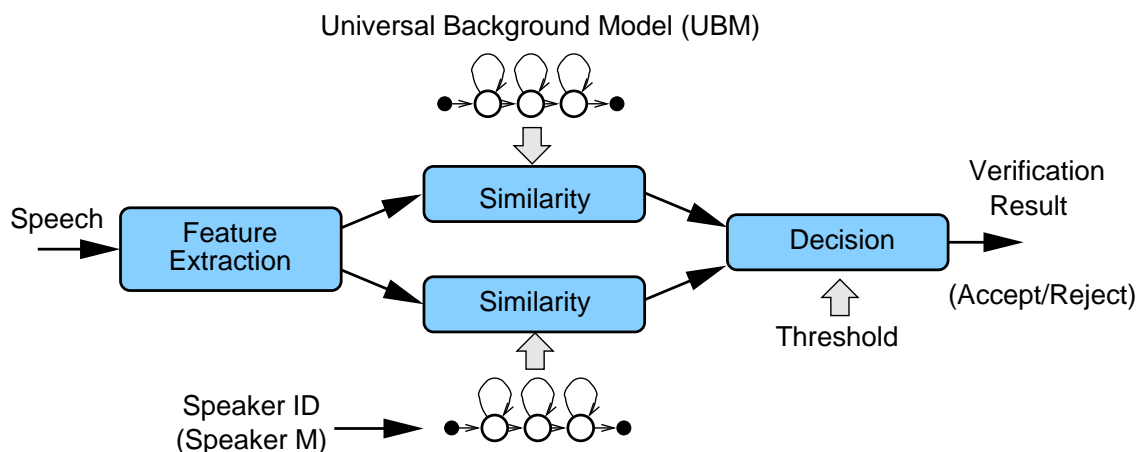 Universal Background Model (UBM)
Speech
Feature
Extraction
Similarity
Similarity
Decision
Verification
Result
(Accept/Reject)
Threshold
Speaker ID
(Speaker M)